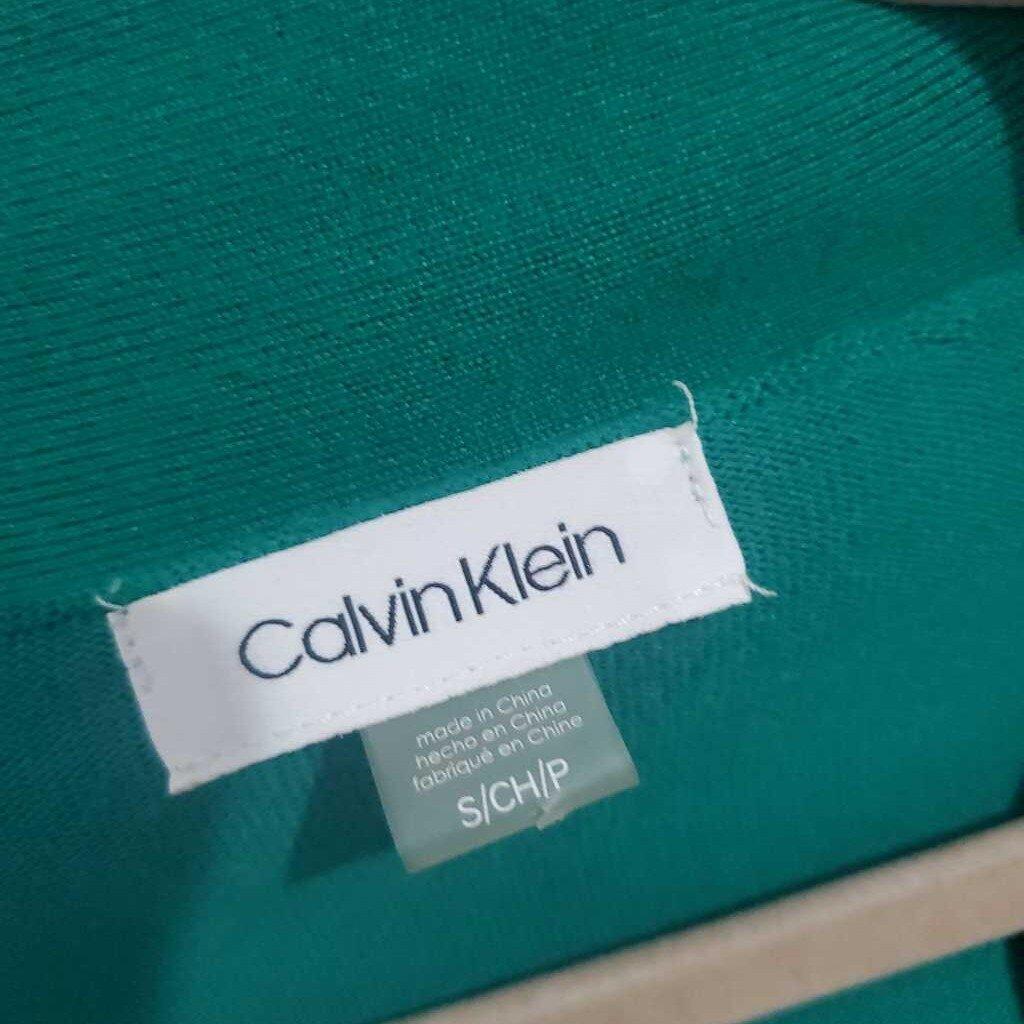 Calvin Klein
made in China
hecho en China
fabriqué en Chine
S/CH/P